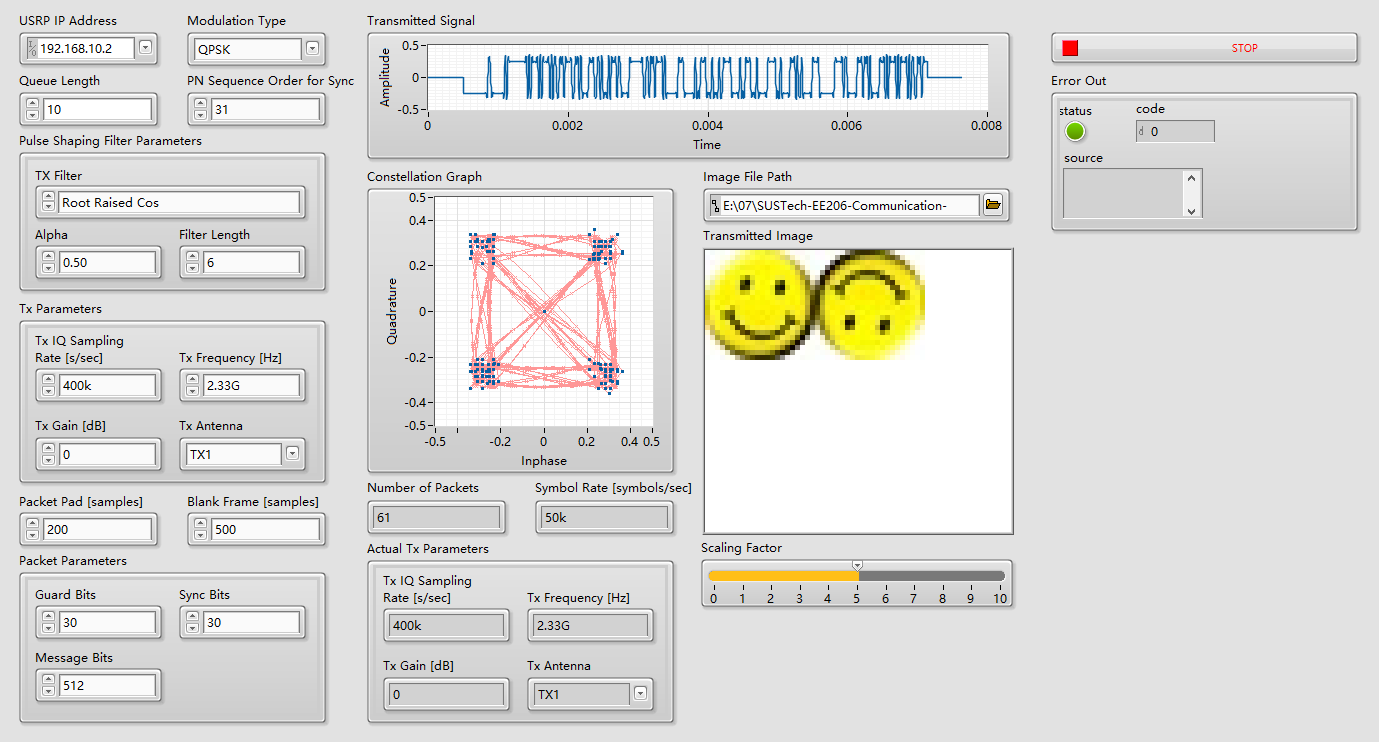 USRP IP Address
192.168.10.2
Modulation Type
QPSK
Queue Length
10
PN Sequence Order for Sync
31
Pulse Shaping Filter Parameters
TX Filter
Root Raised Cos
Alpha
0.50
Filter Length
6
Tx Parameters
Tx IQ Sampling
Rate [s/sec]
400k
Tx Frequency [Hz]
2.33G
Tx Gain [dB]
0
Tx Antenna
TX1
Packet Pad [samples]
200
Blank Frame [samples]
500
Packet Parameters
Guard Bits
30
Sync Bits
30
Message Bits
512
Transmitted Signal
Amplitude
0.5
0
-0.5
0
0.002
0.004
0.006
0.008
Time
Constellation Graph
Quadrature
0.5
0.4
0.2
0
-0.2
-0.4
-0.5
-0.5
-0.2
0
0.2
0.4
0.5
Inphase
Number of Packets
61
Symbol Rate [symbols/sec]
50k
Actual Tx Parameters
Tx IQ Sampling
Rate [s/sec]
400k
Tx Frequency [Hz]
2.33G
Tx Gain [dB]
0
Tx Antenna
TX1
Image File Path
E:\07\SUSTech-EE206-Communication-
Transmitted Image
Scaling Factor
0 1 2 3 4 5 6 7 8 9 10
STOP
Error Out
status
code
d 0
source